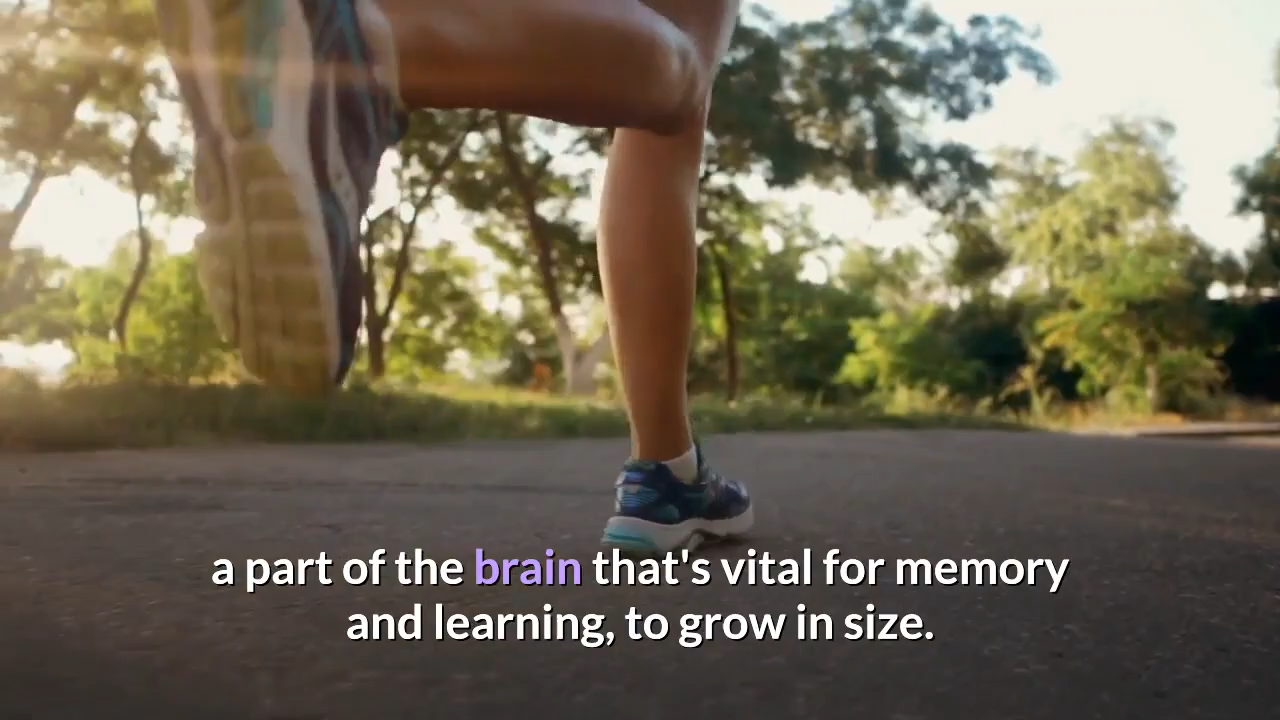 a part of the brain that's vital for memory
and learning, to grow in size.